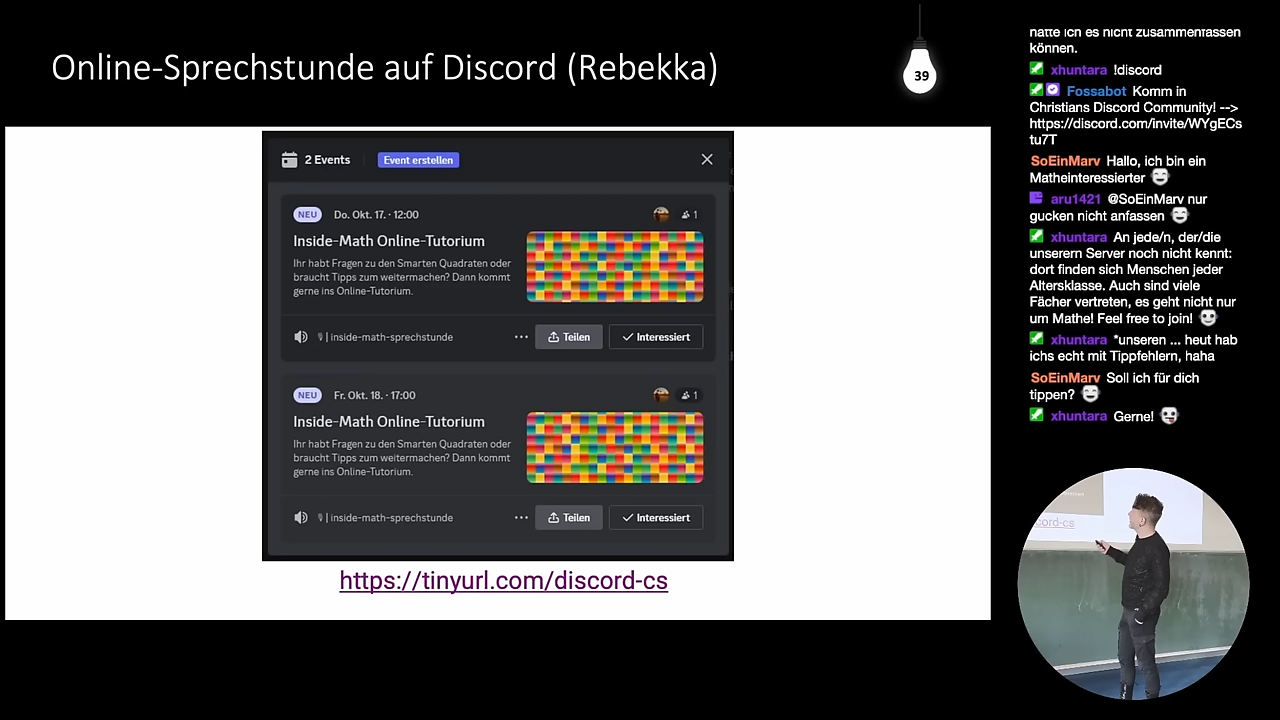 Online-Sprechstunde auf Discord (Rebekka)
39
2 Events
Event erstellen
NEU
Do. Okt. 17. · 12:00
1
Inside-Math Online-Tutorium
Ihr habt Fragen zu den Smarten Quadraten oder
braucht Tipps zum weitermachen? Dann kommt
gerne ins Online-Tutorium.
| inside-math-sprechstunde
Teilen
Interessiert
NEU
Fr. Okt. 18. · 17:00
1
Inside-Math Online-Tutorium
Ihr habt Fragen zu den Smarten Quadraten oder
braucht Tipps zum weitermachen? Dann kommt
gerne ins Online-Tutorium.
| inside-math-sprechstunde
Teilen
Interessiert
https://tinyurl.com/discord-cs
hätte ich es nicht zusammenfassen
können.
xhuntara !discord
Fossabot Komm in
Christians Discord Community! -->
https://discord.com/invite/WYgECs
tu7T
SoEinMarv Hallo, ich bin ein
Matheinteressierter
aru1421 @SoEinMarv nur
gucken nicht anfassen
xhuntara An jede/n, der/die
unserern Server noch nicht kennt:
dort finden sich Menschen jeder
Altersklasse. Auch sind viele
Fächer vertreten, es geht nicht nur
um Mathe! Feel free to join!
xhuntara *unseren ... heut hab
ichs echt mit Tippfehlern, haha
SoEinMarv Soll ich für dich
tippen?
xhuntara Gerne!
cord-cs